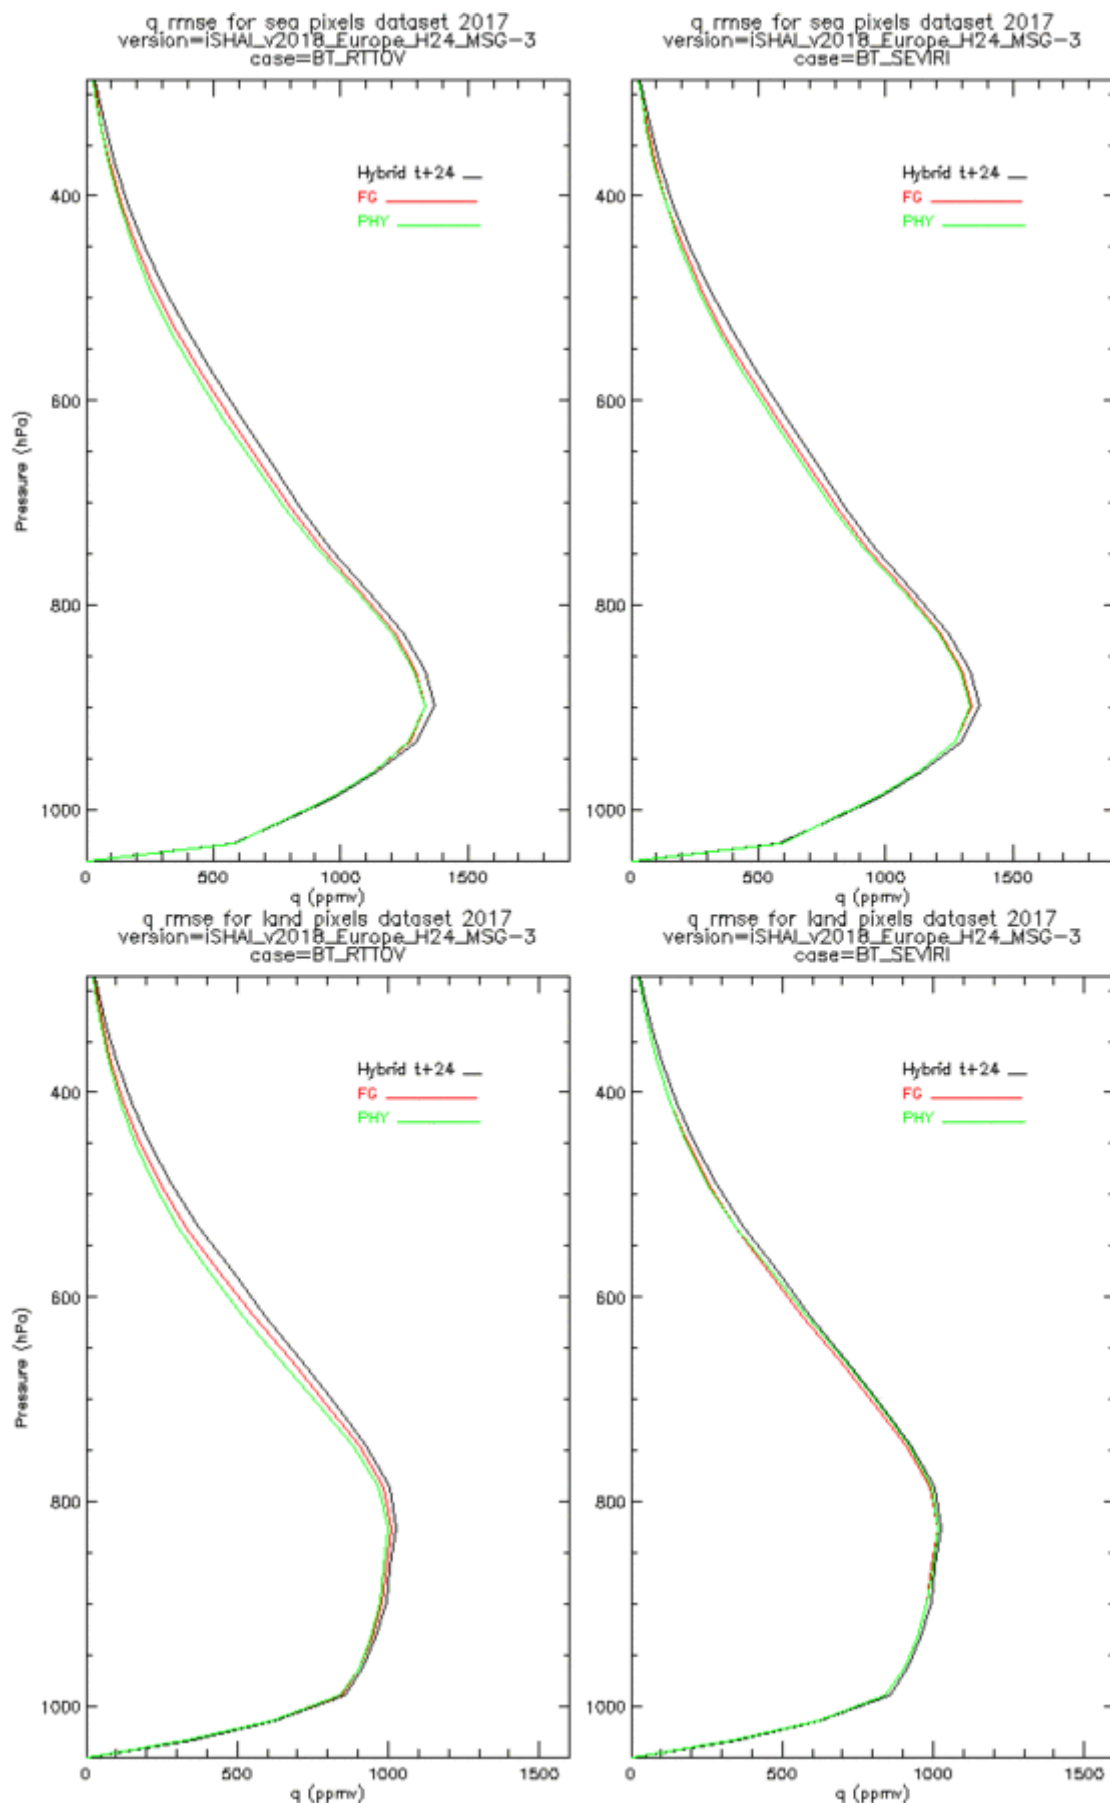 q rmse for sea pixels dataset 2017
version=iSHAI_v2018_Europe_H24_MSG-3
case=BT_RTTOV
Hybrid t+24
FG
PHY
400
600
800
1000
Pressure (hPa)
0 500 1000 1500
q (ppmv)
q rmse for sea pixels dataset 2017
version=iSHAI_v2018_Europe_H24_MSG-3
case=BT_SEVIRI
Hybrid t+24
FG
PHY
400
600
800
1000
0 500 1000 1500
q (ppmv)
q rmse for land pixels dataset 2017
version=iSHAI_v2018_Europe_H24_MSG-3
case=BT_RTTOV
Hybrid t+24
FG
PHY
400
600
800
1000
Pressure (hPa)
0 500 1000 1500
q (ppmv)
q rmse for land pixels dataset 2017
version=iSHAI_v2018_Europe_H24_MSG-3
case=BT_SEVIRI
Hybrid t+24
FG
PHY
400
600
800
1000
0 500 1000 1500
q (ppmv)